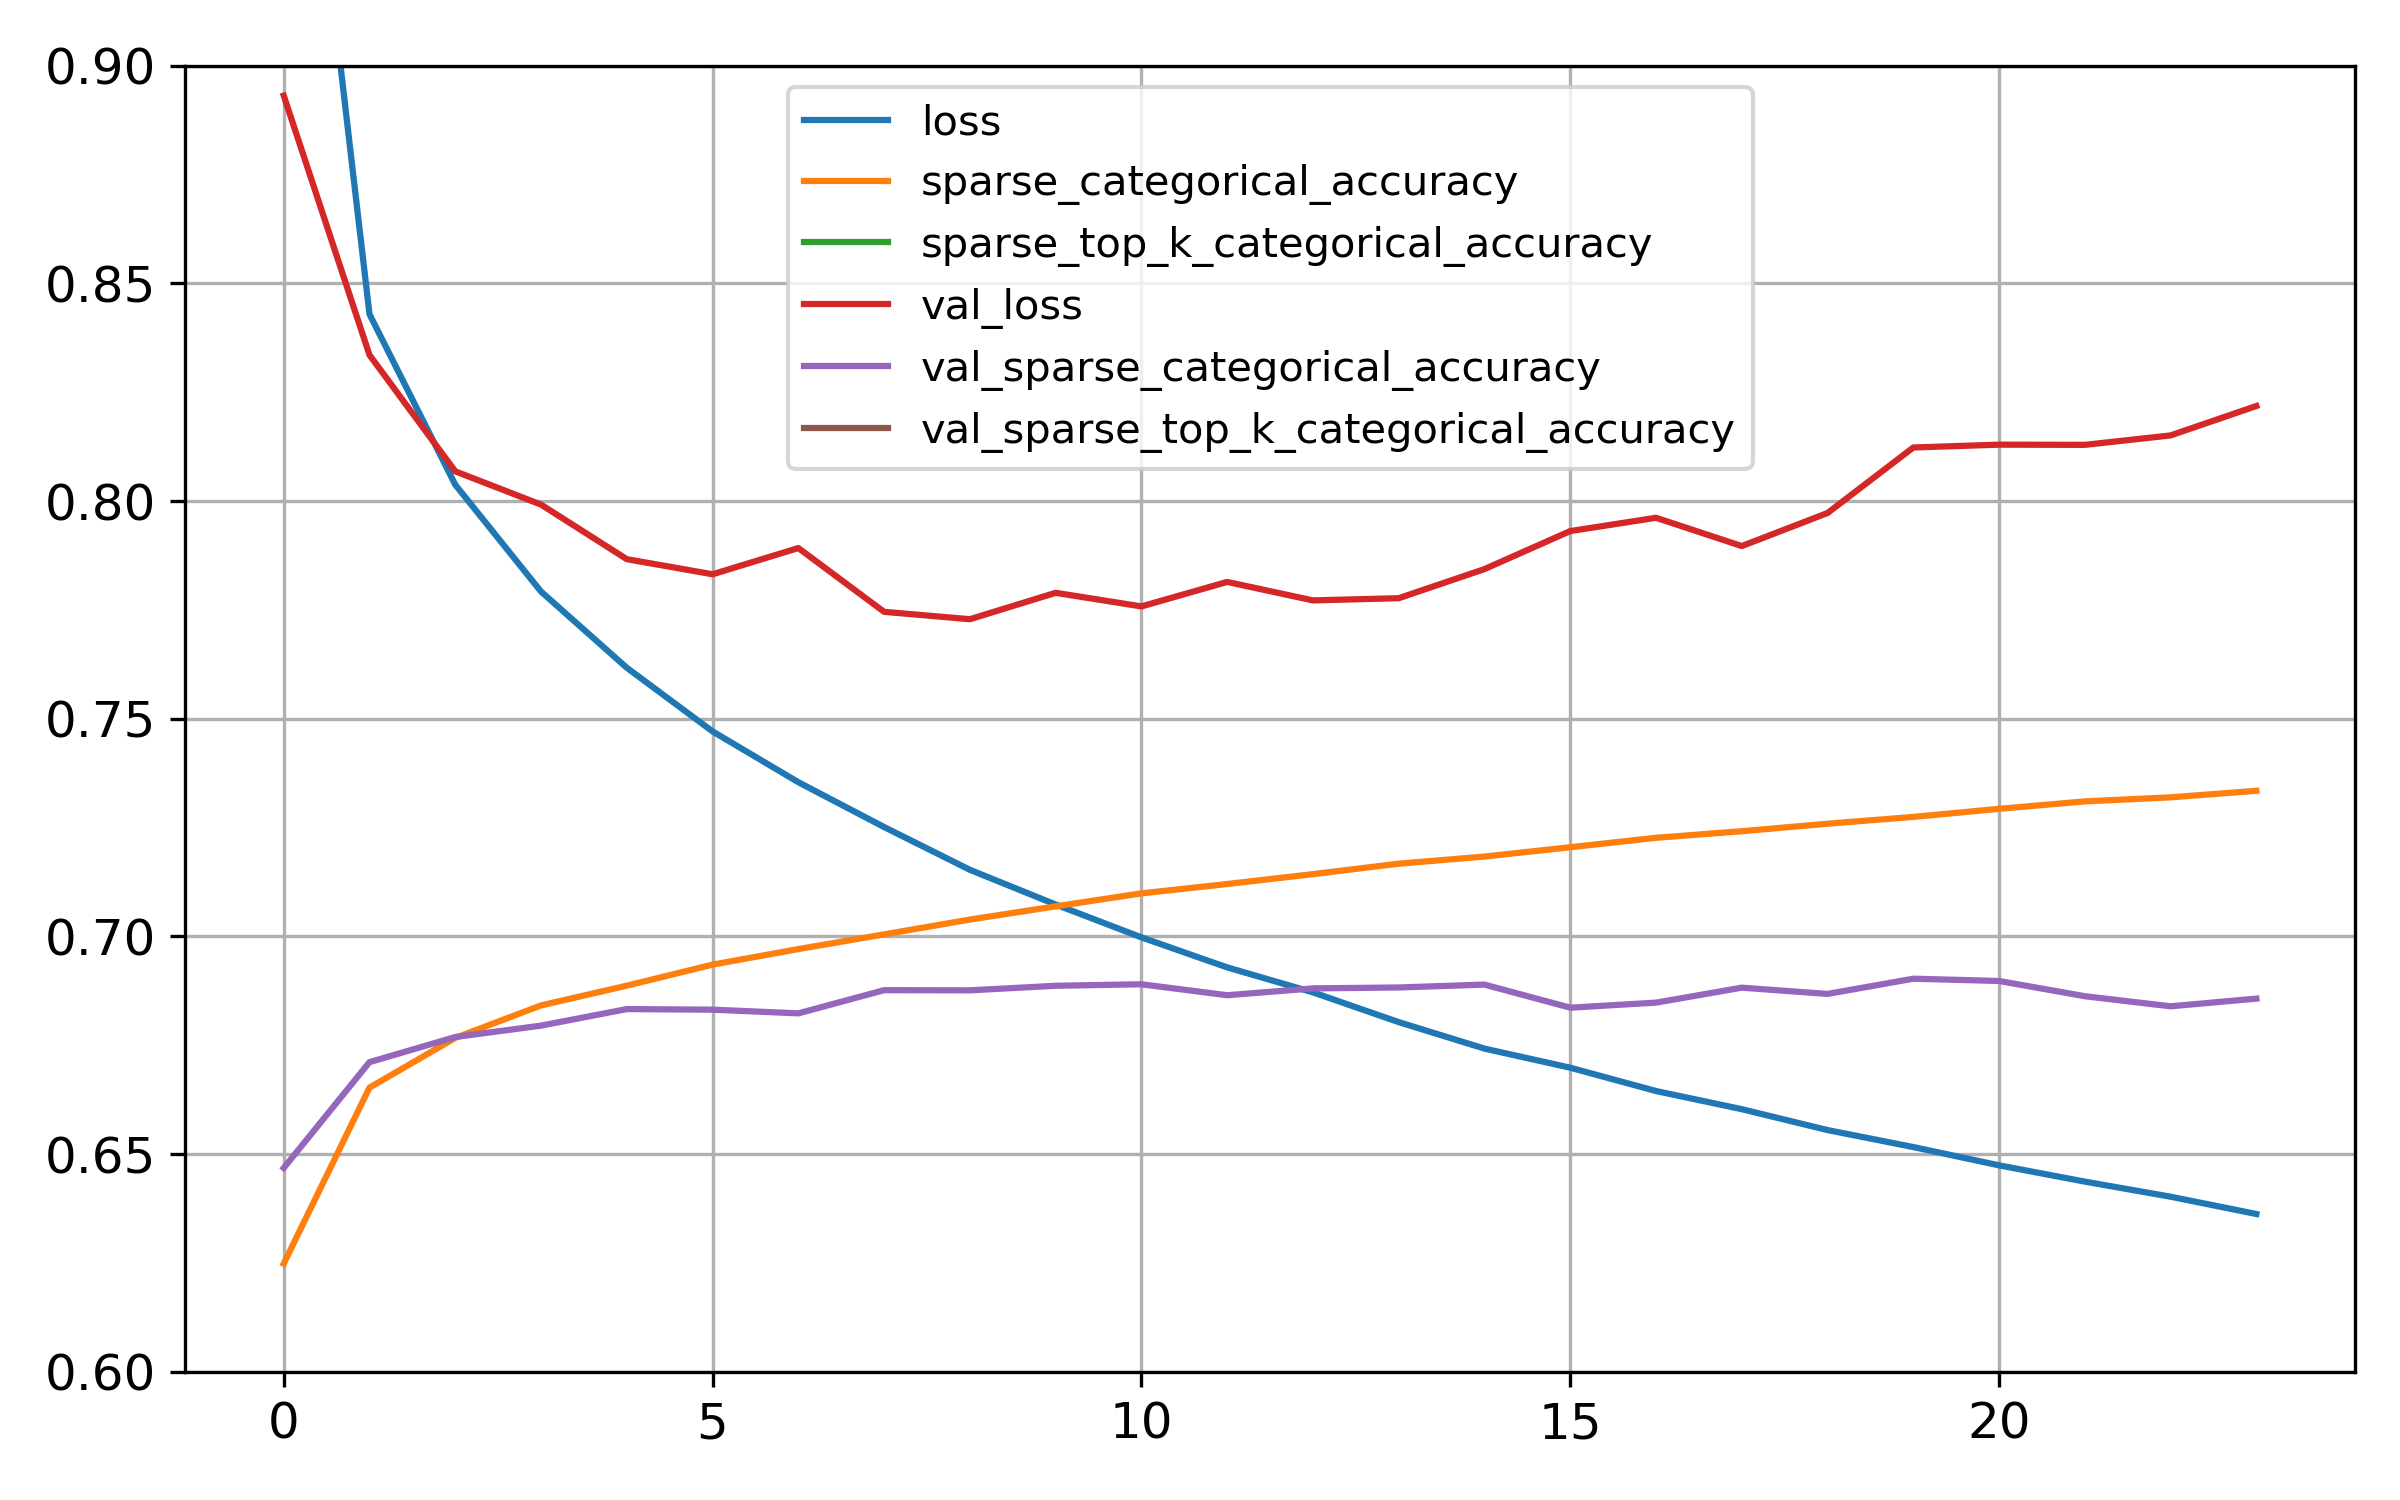 0.90
0.85
0.80
0.75
0.70
0.65
0.60
loss
sparse_categorical_accuracy
sparse_top_k_categorical_accuracy
val_loss
val_sparse_categorical_accuracy
val_sparse_top_k_categorical_accuracy
0 5 10 15 20